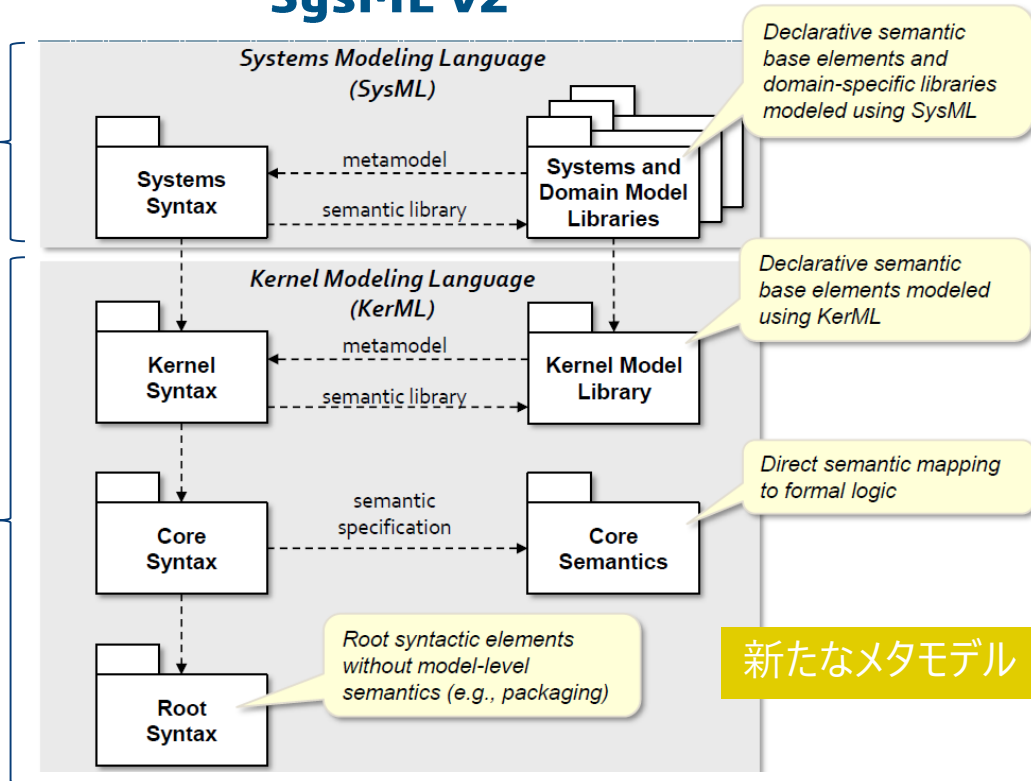 SysML v2
Systems Modeling Language
(SysML)
Declarative semantic
base elements and
domain-specific libraries
modeled using SysML
Systems
Syntax
metamodel
semantic library
Systems and
Domain Model
Libraries
Kernel Modeling Language
(KerML)
Declarative semantic
base elements modeled
using KerML
Kernel
Syntax
metamodel
semantic library
Kernel Model
Library
Direct semantic mapping
to formal logic
Core
Syntax
semantic
specification
Core
Semantics
Root syntactic elements
without model-level
semantics (e.g., packaging)
新たなメタモデル
Root
Syntax